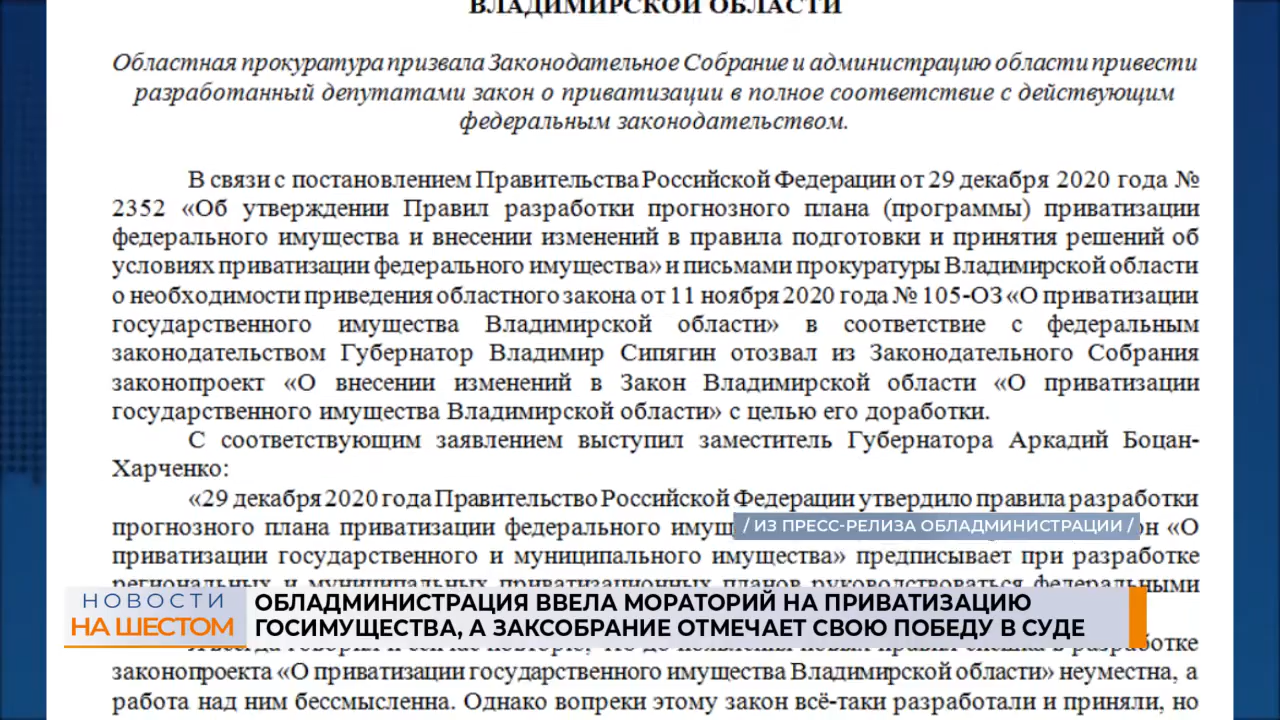 ВЛАДИМИРСКОЙ ОБЛАСТИ
Областная прокуратура призвала Законодательное Собрание и администрацию области привести
разработанный депутатами закон о приватизации в полное соответствие с действующим
федеральным законодательством.
В связи с постановлением Правительства Российской Федерации от 29 декабря 2020 года №
2352 «Об утверждении Правил разработки прогнозного плана (программы) приватизации
федерального имущества и внесении изменений в правила подготовки и принятия решений об
условиях приватизации федерального имущества» и письмами прокуратуры Владимирской области
о необходимости приведения областного закона от 11 ноября 2020 года № 105-ОЗ «О приватизации
государственного имущества Владимирской области» в соответствие с федеральным
законодательством Губернатор Владимир Сипягин отозвал из Законодательного Собрания
законопроект «О внесении изменений в Закон Владимирской области «О приватизации
государственного имущества Владимирской области» с целью его доработки.
С соответствующим заявлением выступил заместитель Губернатора Аркадий Боцан-
Харченко:
«29 декабря 2020 года Правительство Российской Федерации утвердило правила разработки
прогнозного плана приватизации федерального «О
/ ИЗ ПРЕСС-РЕЛИЗА ОБЛАДМИНИСТРАЦИИ /
приватизации государственного и муниципального имущества» предписывает при разработке
региональных и муниципальных приватизационных планов руководствоваться федеральными
НОВОСТИ
НА ШЕСТОМ
ОБЛАДМИНИСТРАЦИЯ ВВЕЛА МОРАТОРИЙ НА ПРИВАТИЗАЦИЮ
ГОСИМУЩЕСТВА, А ЗАКСОБРАНИЕ ОТМЕЧАЕТ СВОЮ ПОБЕДУ В СУДЕ
законопроекта «О приватизации государственного имущества Владимирской области» неуместна, а
работа над ним бессмысленна. Однако вопреки этому закон всё-таки разработали и приняли, но